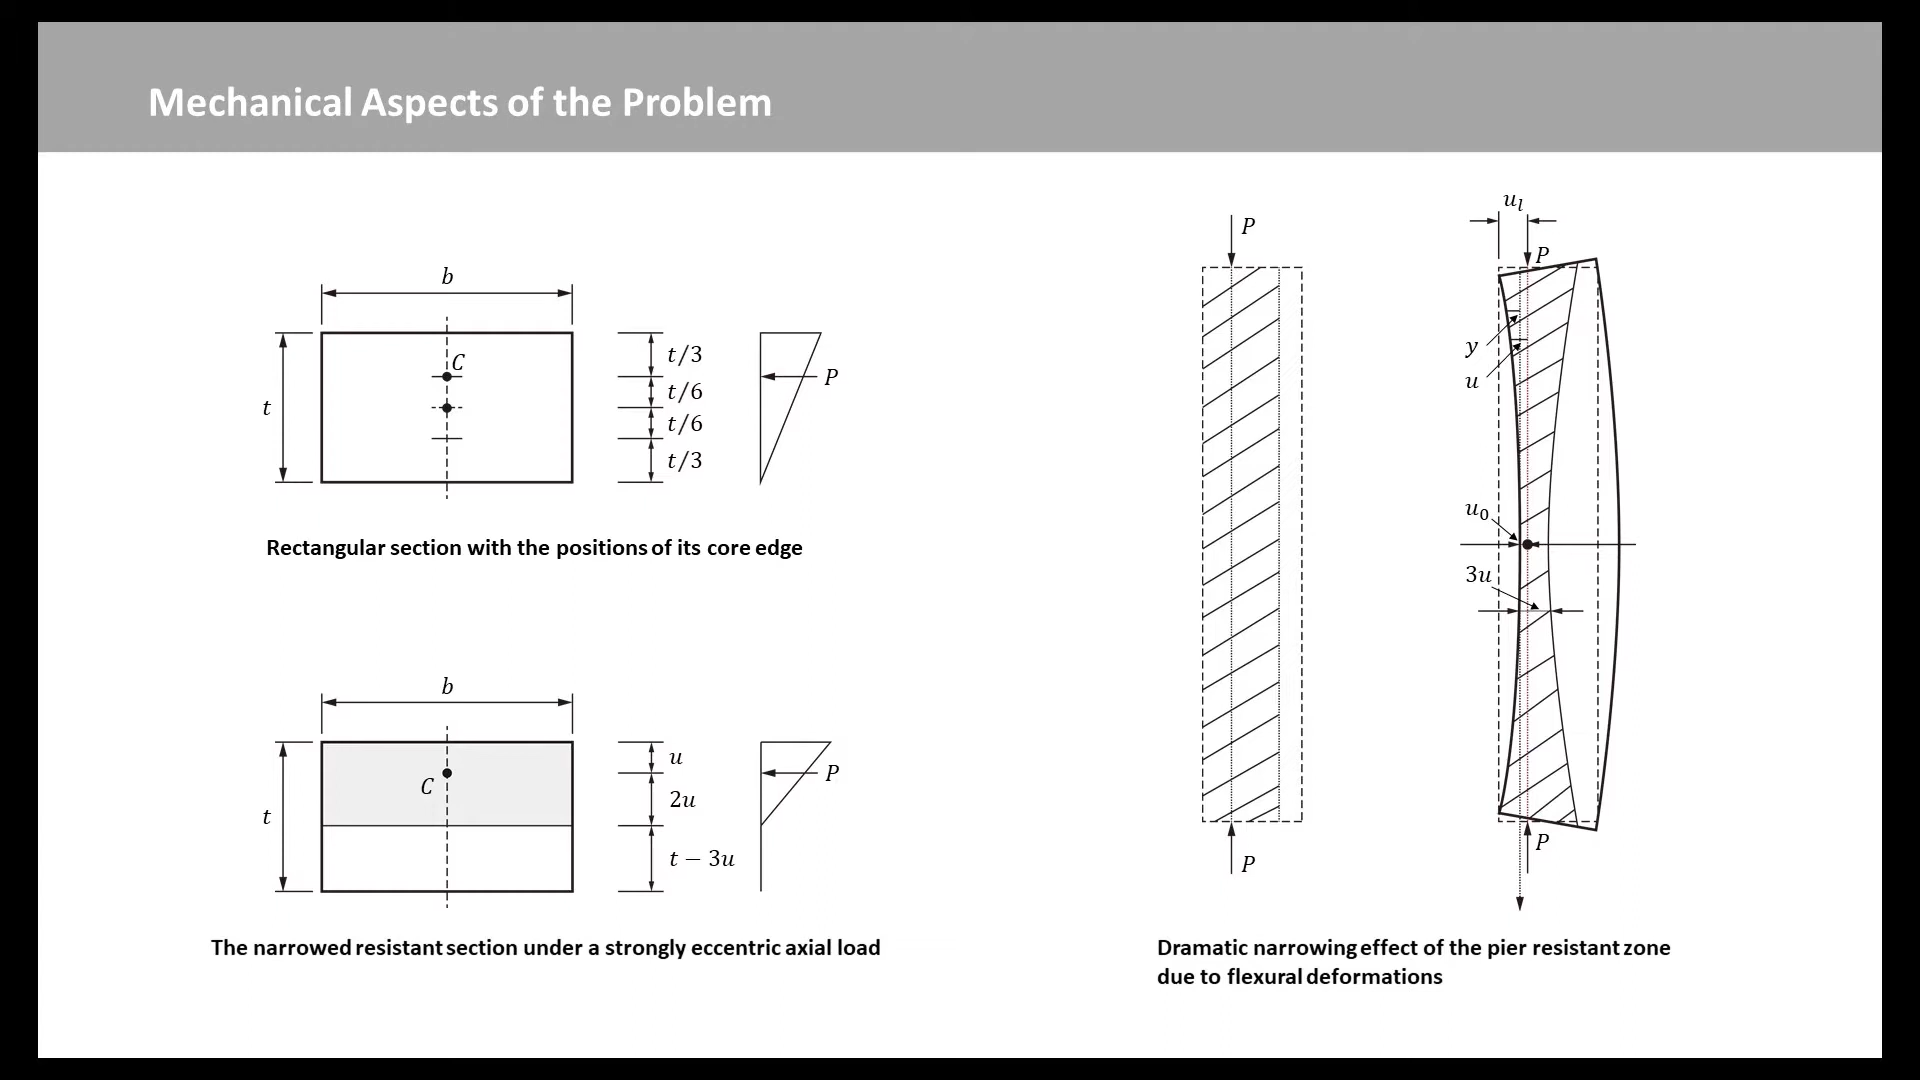 Mechanical Aspects of the Problem
b
t
C
t/3
t/6
t/6
t/3
P
Rectangular section with the positions of its core edge
b
t
C
u
2u
t − 3u
P
The narrowed resistant section under a strongly eccentric axial load
P
P
u_l
P
y
u
u_0
3u
P
Dramatic narrowing effect of the pier resistant zone
due to flexural deformations